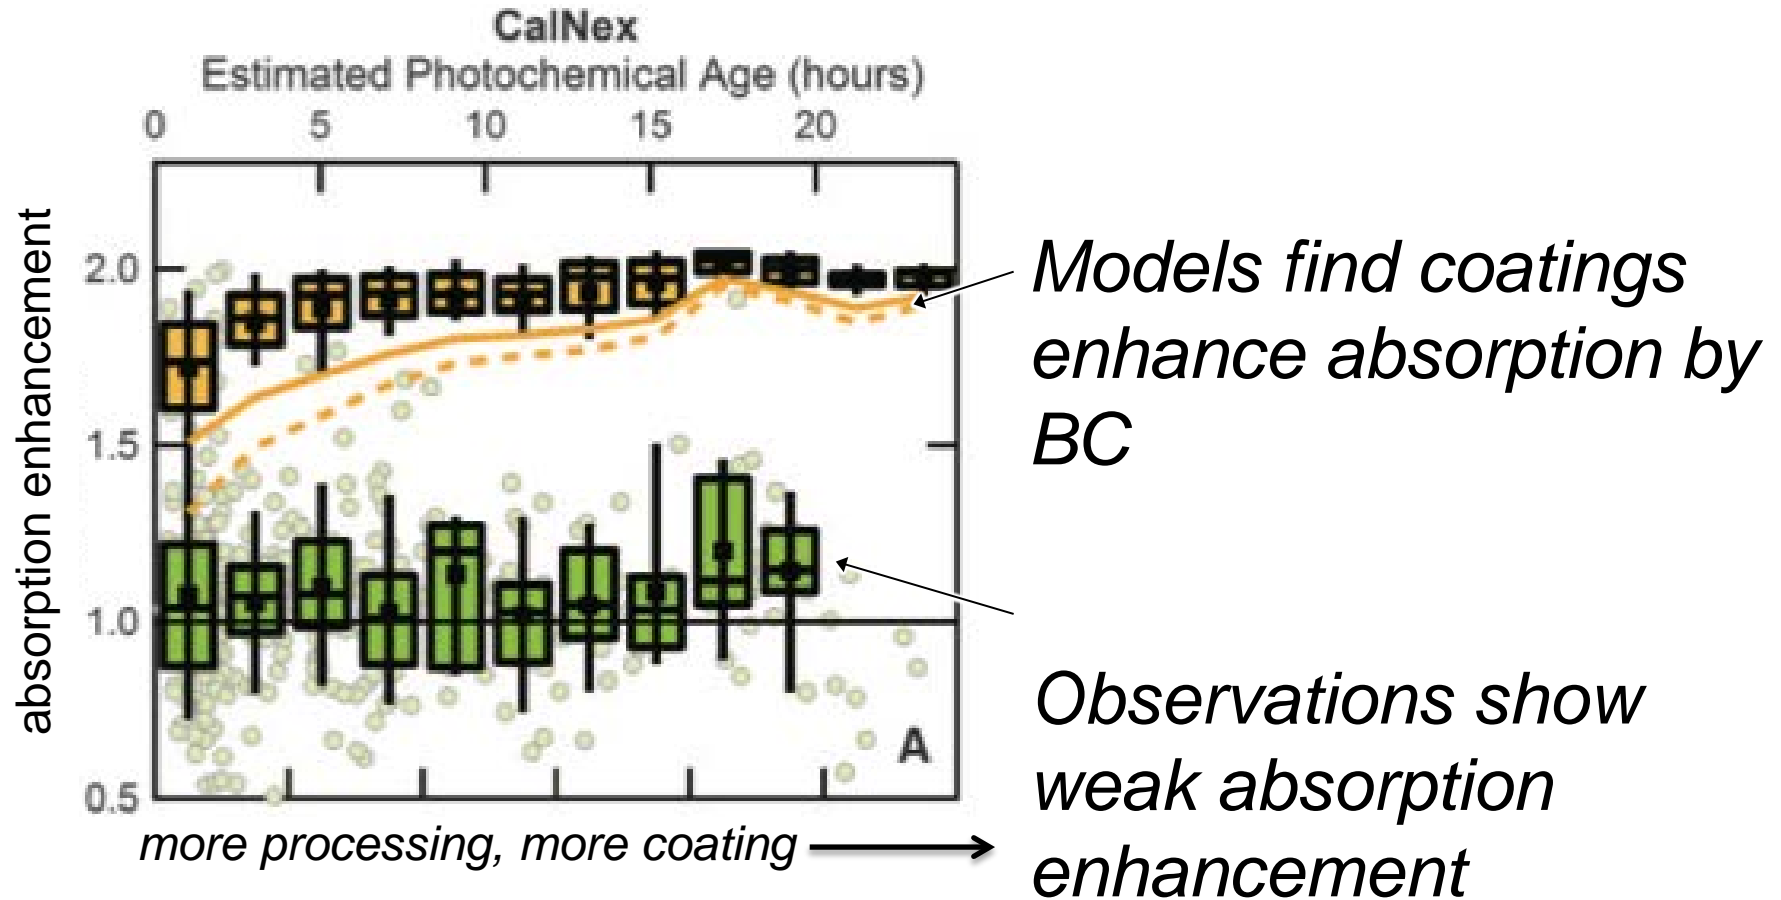 CalNex
Estimated Photochemical Age (hours)
0 5 10 15 20
absorption enhancement
2.0
1.5
1.0
0.5
A
more processing, more coating
Models find coatings
enhance absorption by
BC
Observations show
weak absorption
enhancement